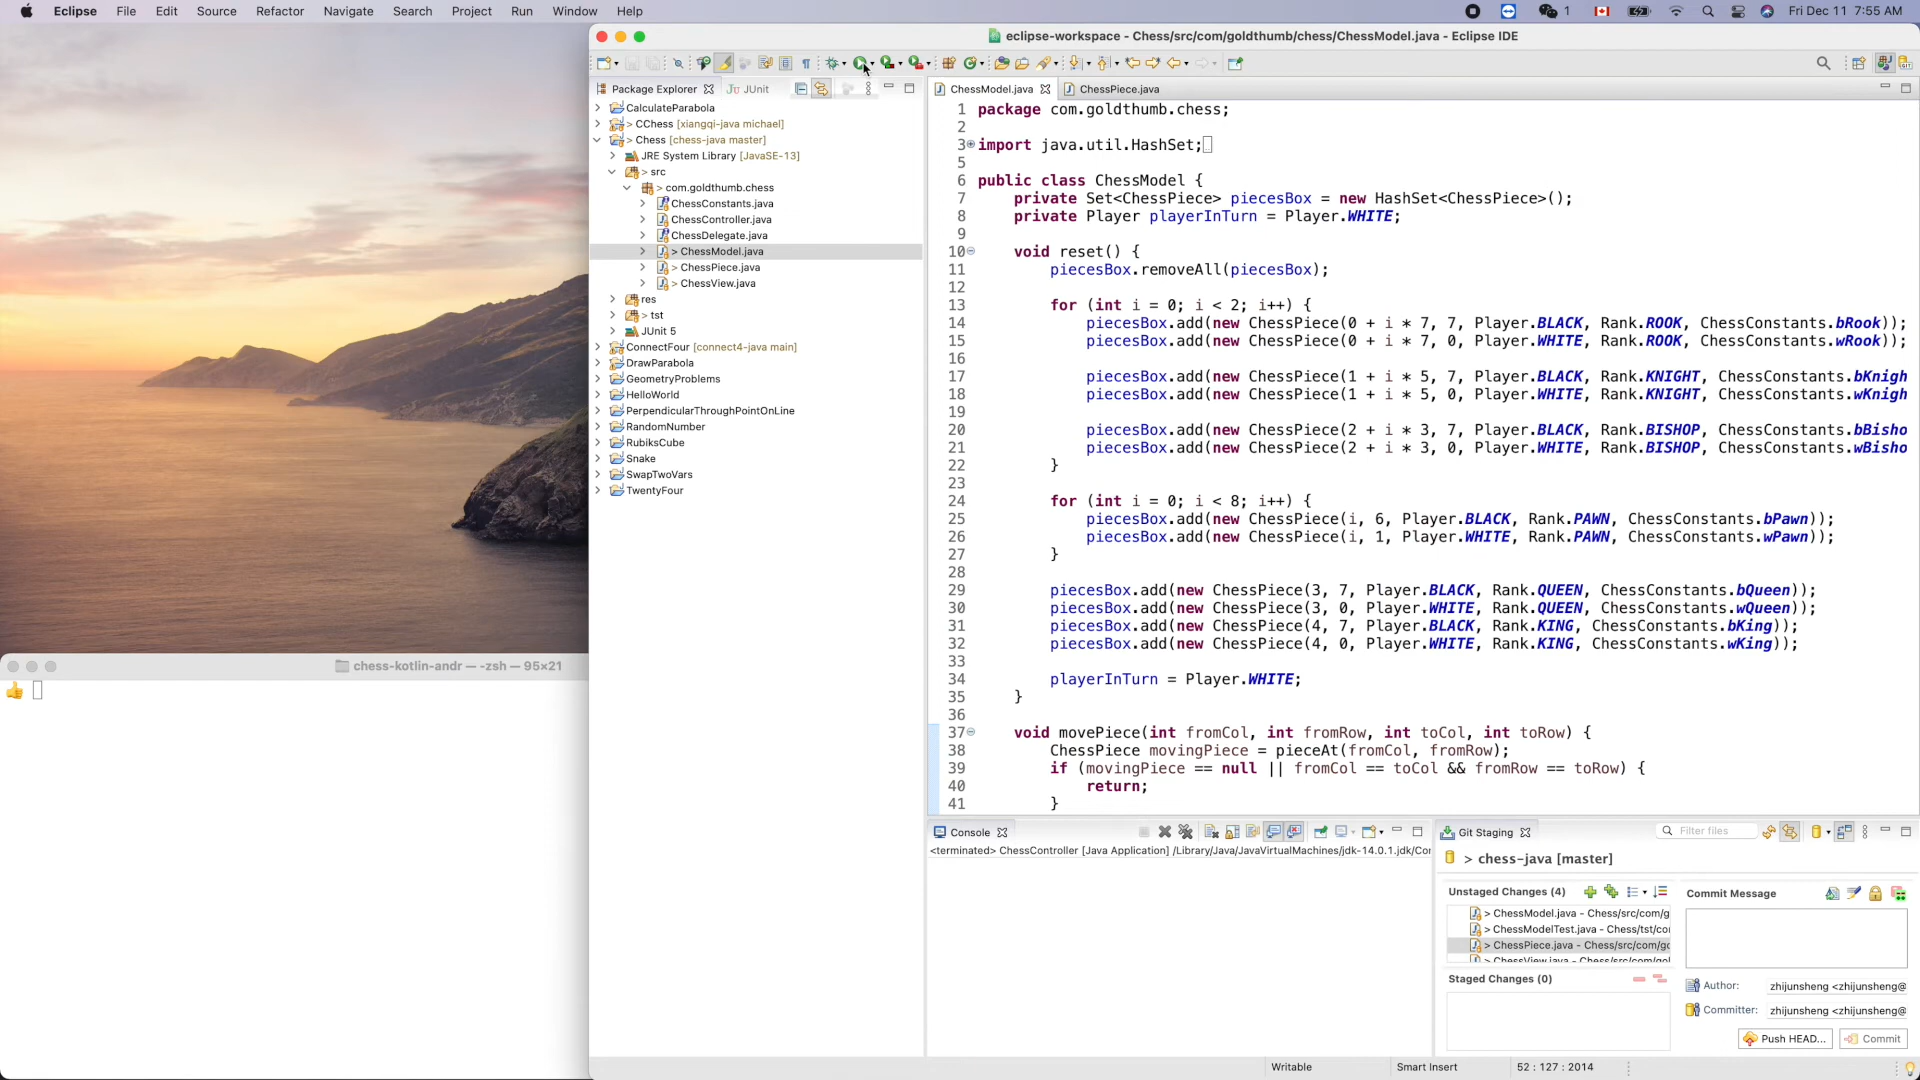 Eclipse File Edit Source Refactor Navigate Search Project Run Window Help
1 Fri Dec 11 7:55 AM
eclipse-workspace - Chess/src/com/goldthumb/chess/ChessModel.java - Eclipse IDE
Package Explorer JUnit
CalculateParabola
> CChess [xiangqi-java michael]
> Chess [chess-java master]
JRE System Library [JavaSE-13]
> src
> com.goldthumb.chess
ChessConstants.java
ChessController.java
ChessDelegate.java
> ChessModel.java
> ChessPiece.java
> ChessView.java
res
> tst
JUnit 5
ConnectFour [connect4-java main]
DrawParabola
GeometryProblems
HelloWorld
PerpendicularThroughPointOnLine
RandomNumber
RubiksCube
Snake
SwapTwoVars
TwentyFour
ChessModel.java ChessPiece.java
1 package com.goldthumb.chess;
2
3 import java.util.HashSet;
5
6 public class ChessModel {
7 private Set<ChessPiece> piecesBox = new HashSet<ChessPiece>();
8 private Player playerInTurn = Player.WHITE;
9
10 void reset() {
11 piecesBox.removeAll(piecesBox);
12
13 for (int i = 0; i < 2; i++) {
14 piecesBox.add(new ChessPiece(0 + i * 7, 7, Player.BLACK, Rank.ROOK, ChessConstants.bRook));
15 piecesBox.add(new ChessPiece(0 + i * 7, 0, Player.WHITE, Rank.ROOK, ChessConstants.wRook));
16
17 piecesBox.add(new ChessPiece(1 + i * 5, 7, Player.BLACK, Rank.KNIGHT, ChessConstants.bKnigh
18 piecesBox.add(new ChessPiece(1 + i * 5, 0, Player.WHITE, Rank.KNIGHT, ChessConstants.wKnigh
19
20 piecesBox.add(new ChessPiece(2 + i * 3, 7, Player.BLACK, Rank.BISHOP, ChessConstants.bBisho
21 piecesBox.add(new ChessPiece(2 + i * 3, 0, Player.WHITE, Rank.BISHOP, ChessConstants.wBisho
22 }
23
24 for (int i = 0; i < 8; i++) {
25 piecesBox.add(new ChessPiece(i, 6, Player.BLACK, Rank.PAWN, ChessConstants.bPawn));
26 piecesBox.add(new ChessPiece(i, 1, Player.WHITE, Rank.PAWN, ChessConstants.wPawn));
27 }
28
29 piecesBox.add(new ChessPiece(3, 7, Player.BLACK, Rank.QUEEN, ChessConstants.bQueen));
30 piecesBox.add(new ChessPiece(3, 0, Player.WHITE, Rank.QUEEN, ChessConstants.wQueen));
31 piecesBox.add(new ChessPiece(4, 7, Player.BLACK, Rank.KING, ChessConstants.bKing));
32 piecesBox.add(new ChessPiece(4, 0, Player.WHITE, Rank.KING, ChessConstants.wKing));
33
34 playerInTurn = Player.WHITE;
35 }
36
37 void movePiece(int fromCol, int fromRow, int toCol, int toRow) {
38 ChessPiece movingPiece = pieceAt(fromCol, fromRow);
39 if (movingPiece == null || fromCol == toCol && fromRow == toRow) {
40 return;
41 }
chess-kotlin-andr — -zsh — 95×21
Console
<terminated> ChessController [Java Application] /Library/Java/JavaVirtualMachines/jdk-14.0.1.jdk/Co
Git Staging
Filter files
> chess-java [master]
Unstaged Changes (4)
> ChessModel.java - Chess/src/com/g
> ChessModelTest.java - Chess/tst/co
> ChessPiece.java - Chess/src/com/go
> ChessView.java - Chess/src/com/gol
Staged Changes (0)
Commit Message
Author: zhijunsheng <zhijunsheng@
Committer: zhijunsheng <zhijunsheng@
Push HEAD... Commit
Writable Smart Insert 52 : 127 : 2014